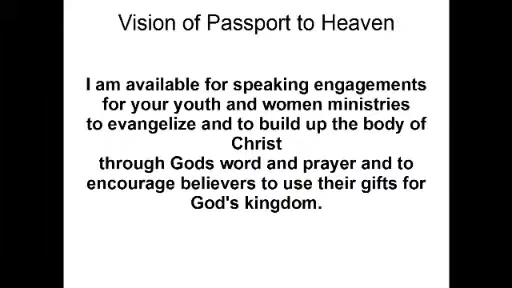 Vision of Passport to Heaven
I am available for speaking engagements
for your youth and women ministries
to evangelize and to build up the body of
Christ
through Gods word and prayer and to
encourage believers to use their gifts for
God's kingdom.